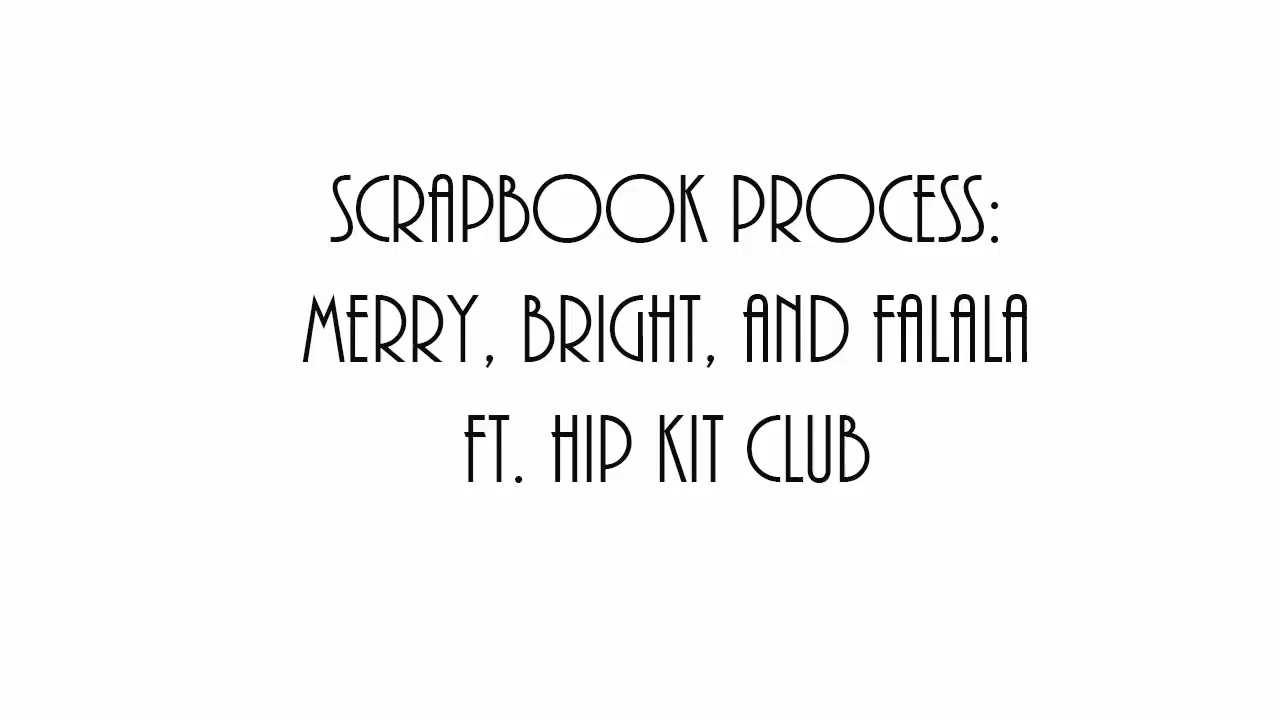 SCRAPBOOK PROCESS:
MERRY, BRIGHT, AND FALALA
FT. HIP KIT CLUB